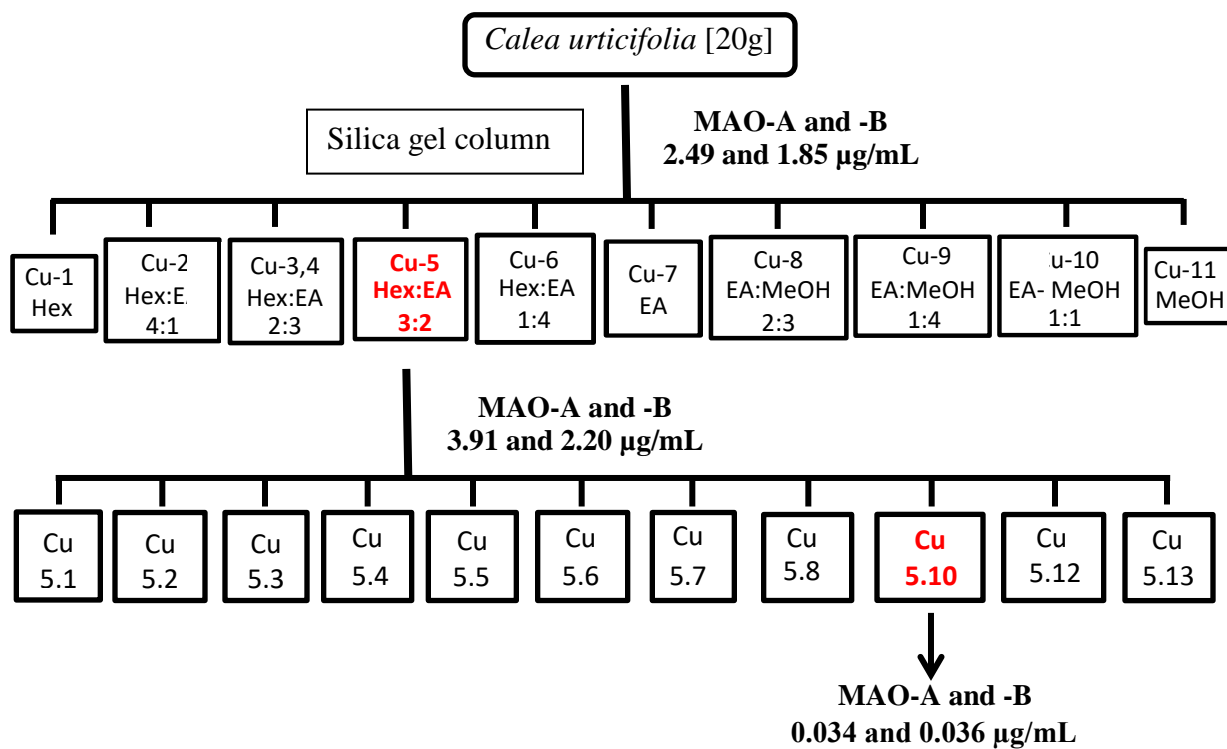 Calea urticifolia [20g]
Silica gel column
MAO-A and -B
2.49 and 1.85 µg/mL
Cu-1
Hex
Cu-2
Hex:E.
4:1
Cu-3,4
Hex:EA
2:3
Cu-5
Hex:EA
3:2
Cu-6
Hex:EA
1:4
Cu-7
EA
Cu-8
EA:MeOH
2:3
Cu-9
EA:MeOH
1:4
:u-10
EA- MeOH
1:1
Cu-11
MeOH
MAO-A and -B
3.91 and 2.20 µg/mL
Cu
5.1
Cu
5.2
Cu
5.3
Cu
5.4
Cu
5.5
Cu
5.6
Cu
5.7
Cu
5.8
Cu
5.10
Cu
5.12
Cu
5.13
MAO-A and -B
0.034 and 0.036 µg/mL